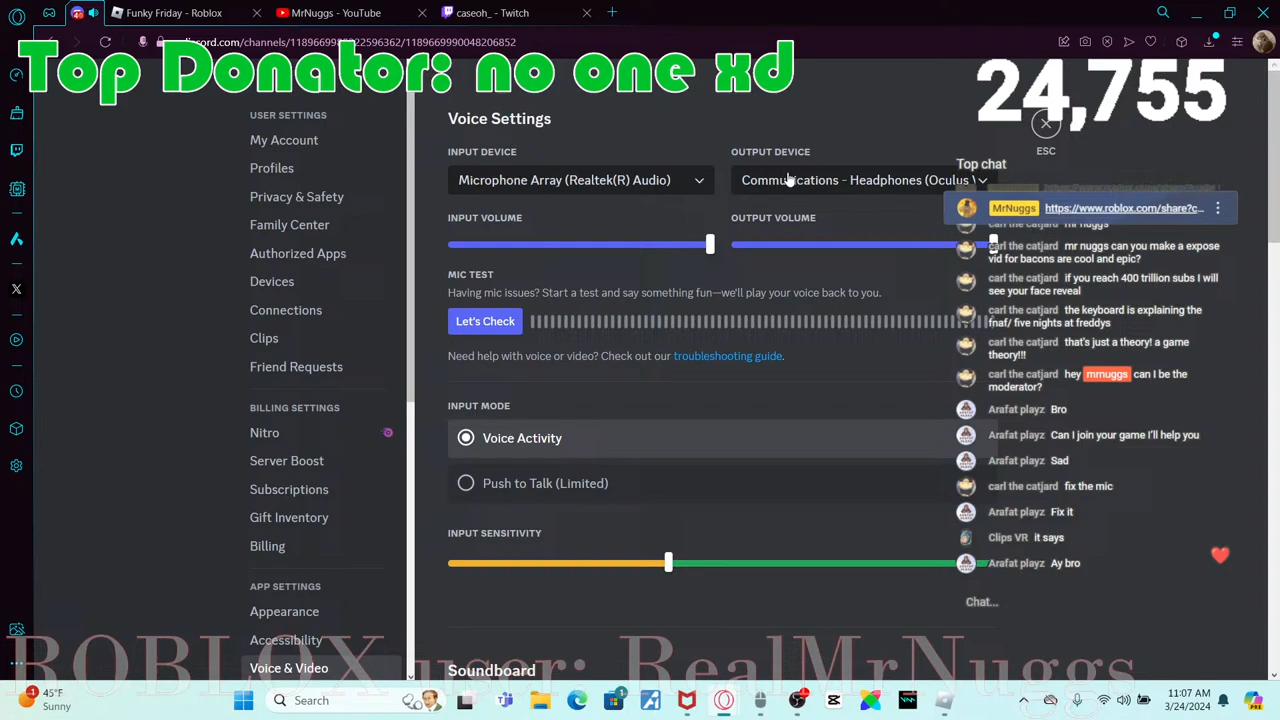 Funky Friday - Roblox
MrNuggs - YouTube
caseoh_ - Twitch
Top Donator: no one xd
24,755
USER SETTINGS
My Account
Profiles
Privacy & Safety
Family Center
Authorized Apps
Devices
Connections
Clips
Friend Requests
BILLING SETTINGS
Nitro
Server Boost
Subscriptions
Gift Inventory
Billing
APP SETTINGS
Appearance
Accessibility
Voice & Video
Voice Settings
INPUT DEVICE
Microphone Array (Realtek(R) Audio)
OUTPUT DEVICE
Communications - Headphones (Oculus
INPUT VOLUME
OUTPUT VOLUME
MIC TEST
Having mic issues? Start a test and say something fun—we'll play your voice back to you.
Let's Check
Need help with voice or video? Check out our troubleshooting guide.
INPUT MODE
Voice Activity
Push to Talk (Limited)
INPUT SENSITIVITY
Soundboard
ESC
Top chat
MrNuggs https://www.roblox.com/share?c...
mr nuggs
carl the catjard mr nuggs can you make a expose
vid for bacons are cool and epic?
carl the catjard if you reach 400 trillion subs I will
see your face reveal
carl the catjard the keyboard is explaining the
fnaf/ five nights at freddys
carl the catjard that's just a theory! a game
theory!!!
carl the catjard hey mrnuggs can I be the
moderator?
Arafat playz Bro
Arafat playz Can I join your game I'll help you
Arafat playz Sad
carl the catjard fix the mic
Arafat playz Fix it
Clips VR it says
Arafat playz Ay bro
Chat...
ROBLOX user: RealMrNuggs
45°F
Sunny
Search
11:07 AM
3/24/2024